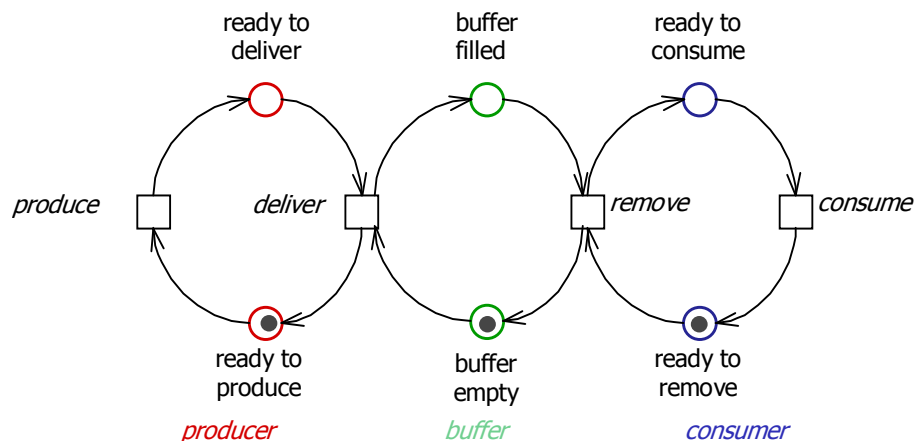 ready to
deliver
buffer
filled
ready to
consume
produce
deliver
remove
consume
ready to
produce
buffer
empty
ready to
remove
producer
buffer
consumer